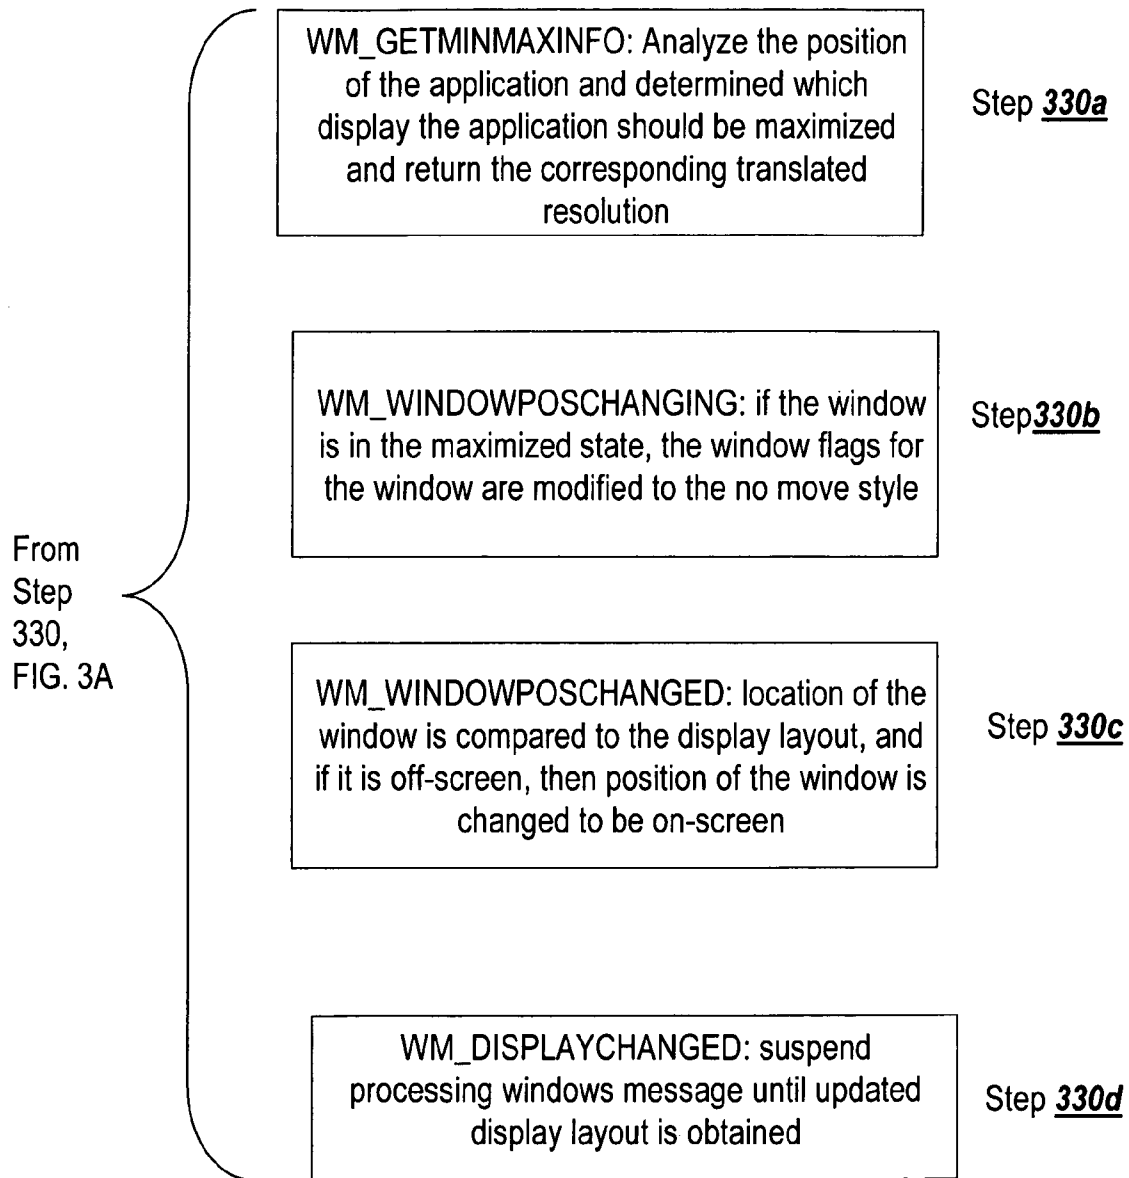 WM_GETMINMAXINFO: Analyze the position
of the application and determined which
display the application should be maximized
and return the corresponding translated
resolution
Step 330a
WM_WINDOWPOSCHANGING: if the window
is in the maximized state, the window flags for
the window are modified to the no move style
Step330b
From
Step
330,
FIG. 3A
WM_WINDOWPOSCHANGED: location of the
window is compared to the display layout, and
if it is off-screen, then position of the window is
changed to be on-screen
Step 330c
WM_DISPLAYCHANGED: suspend
processing windows message until updated
display layout is obtained
Step 330d